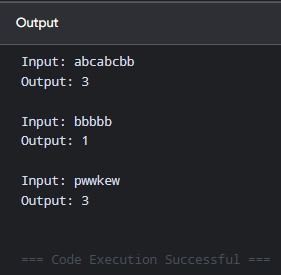 Output
Input: abcabcbb
Output: 3
Input: bbbbb
Output: 1
Input: pwwkew
Output: 3
=== Code Execution Successful ===